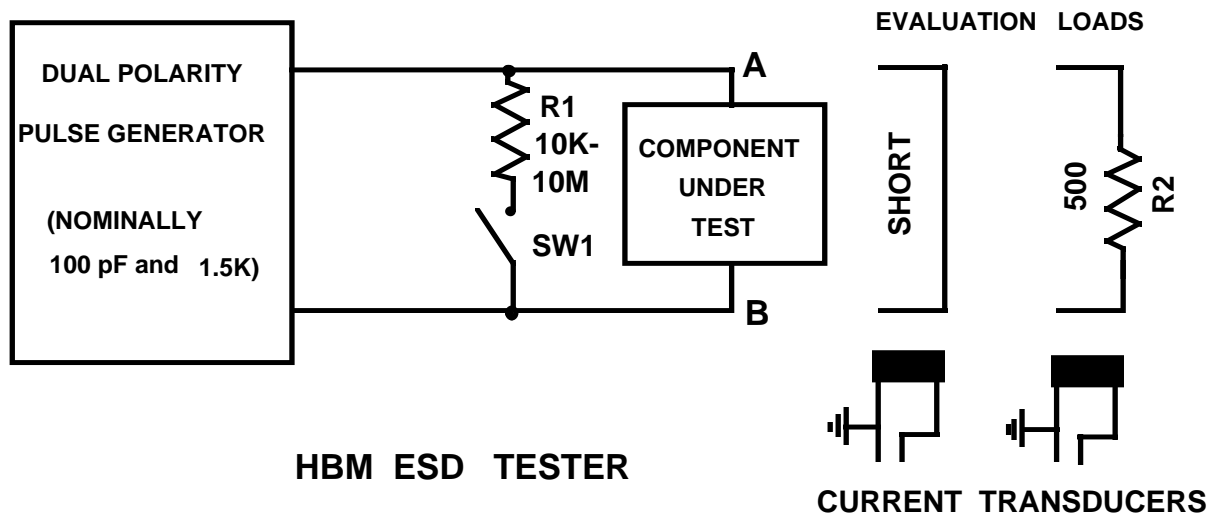 EVALUATION LOADS
DUAL POLARITY
PULSE GENERATOR
(NOMINALLY
100 pF and 1.5K)
R1
10K-
10M
SW1
A
COMPONENT
UNDER
TEST
B
SHORT
500
R2
HBM ESD TESTER
CURRENT TRANSDUCERS